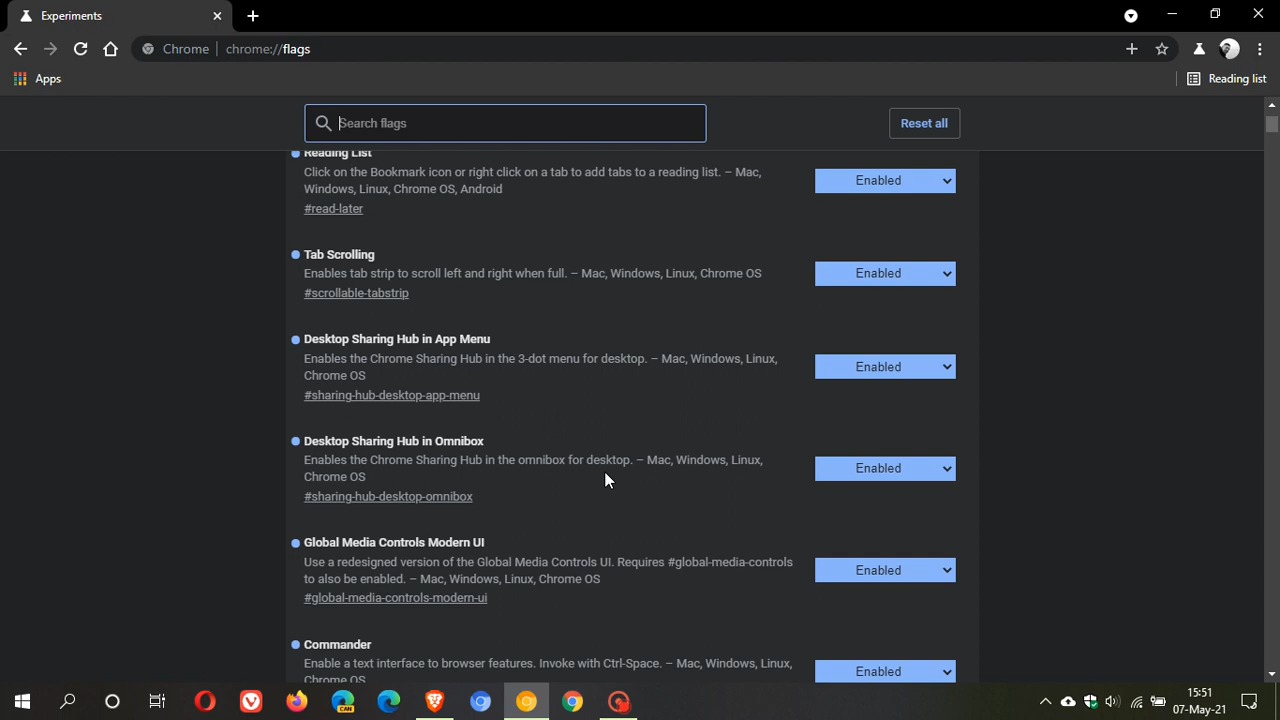 Experiments
Chrome chrome://flags
Apps
Reading list
Search flags
Reset all
Reading List
Click on the Bookmark icon or right click on a tab to add tabs to a reading list. – Mac,
Windows, Linux, Chrome OS, Android
#read-later
Enabled
Tab Scrolling
Enables tab strip to scroll left and right when full. – Mac, Windows, Linux, Chrome OS
#scrollable-tabstrip
Enabled
Desktop Sharing Hub in App Menu
Enables the Chrome Sharing Hub in the 3-dot menu for desktop. – Mac, Windows, Linux,
Chrome OS
#sharing-hub-desktop-app-menu
Enabled
Desktop Sharing Hub in Omnibox
Enables the Chrome Sharing Hub in the omnibox for desktop. – Mac, Windows, Linux,
Chrome OS
#sharing-hub-desktop-omnibox
Enabled
Global Media Controls Modern UI
Use a redesigned version of the Global Media Controls UI. Requires #global-media-controls
to also be enabled. – Mac, Windows, Linux, Chrome OS
#global-media-controls-modern-ui
Enabled
Commander
Enable a text interface to browser features. Invoke with Ctrl-Space. – Mac, Windows, Linux,
Chrome OS
Enabled
CAN
15:51
07-May-21